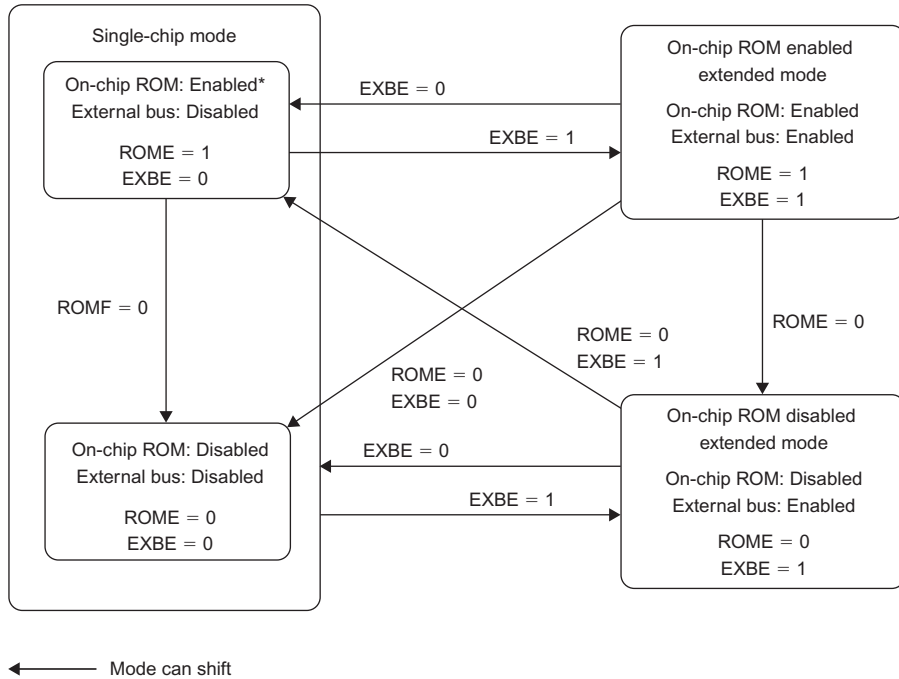 Single-chip mode
On-chip ROM: Enabled*
External bus: Disabled
ROME = 1
EXBE = 0
EXBE = 0
EXBE = 1
On-chip ROM enabled
extended mode
On-chip ROM: Enabled
External bus: Enabled
ROME = 1
EXBE = 1
ROMF = 0
ROME = 0
ROME = 0
EXBE = 1
ROME = 0
EXBE = 0
On-chip ROM: Disabled
External bus: Disabled
ROME = 0
EXBE = 0
EXBE = 0
EXBE = 1
On-chip ROM disabled
extended mode
On-chip ROM: Disabled
External bus: Enabled
ROME = 0
EXBE = 1
Mode can shift